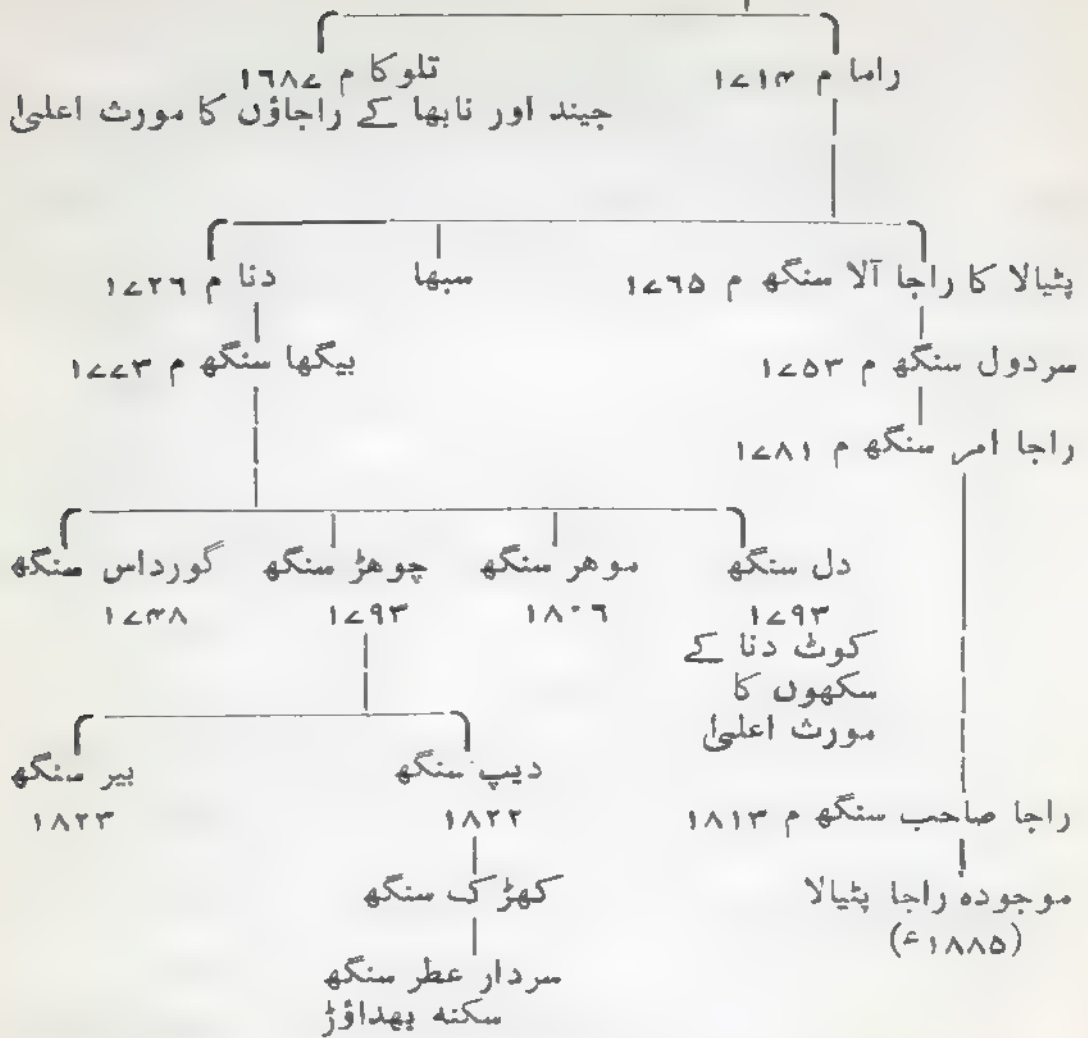 راما م ۱۷۱۴
تلوکا م ۱۶۸۷
جیند اور نابھا کے راجاؤں کا مورث اعلیٰ
پٹیالا کا راجا آلا سنگھ م ۱۷۶۵
سبھا
دنا م ۱۷۲۶
سردول سنگھ م ۱۷۵۳
بیگھا سنگھ م ۱۷۷۳
راجا امر سنگھ م ۱۷۸۱
دل سنگھ
موھر سنگھ
چوھڑ سنگھ
گورداس سنگھ
۱۷۹۳
۱۸۰۶
۱۷۹۳
۱۷۴۸
کوٹ دنا کے
سکھوں کا
مورث اعلیٰ
دیپ سنگھ
بیر سنگھ
راجا صاحب سنگھ م ۱۸۱۳
۱۸۲۲
۱۸۲۳
موجودہ راجا پٹیالا
(۱۸۸۵ء)
کھڑک سنگھ
سردار عطر سنگھ
سکنہ بھداؤڑ